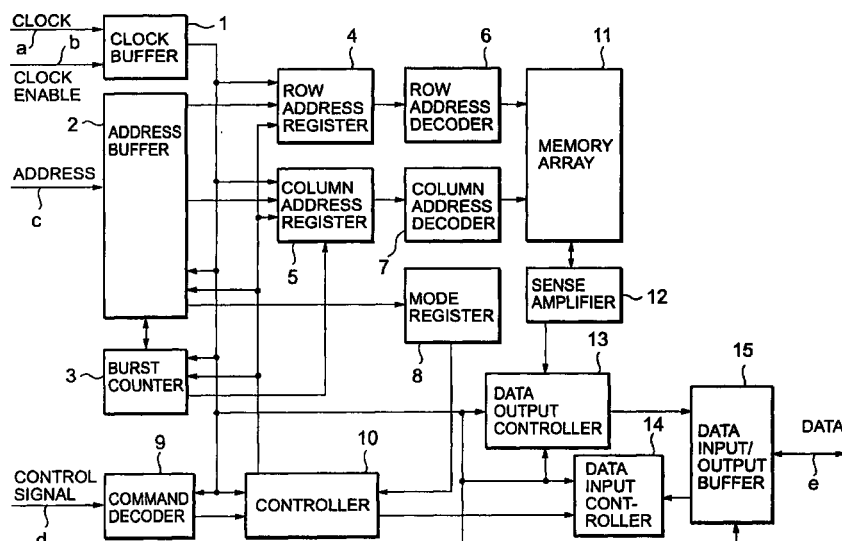 CLOCK
a
b
CLOCK
ENABLE
CLOCK
BUFFER
1
2
ADDRESS
BUFFER
ADDRESS
c
4
ROW
ADDRESS
REGISTER
6
ROW
ADDRESS
DECODER
11
MEMORY
ARRAY
COLUMN
ADDRESS
REGISTER
5
COLUMN
ADDRESS
DECODER
7
MODE
REGISTER
8
SENSE
AMPLIFIER
12
3
BURST
COUNTER
13
DATA
OUTPUT
CONTROLLER
14
DATA
INPUT
CONT-
ROLLER
15
DATA
INPUT/
OUTPUT
BUFFER
DATA
e
9
CONTROL
SIGNAL
d
COMMAND
DECODER
10
CONTROLLER